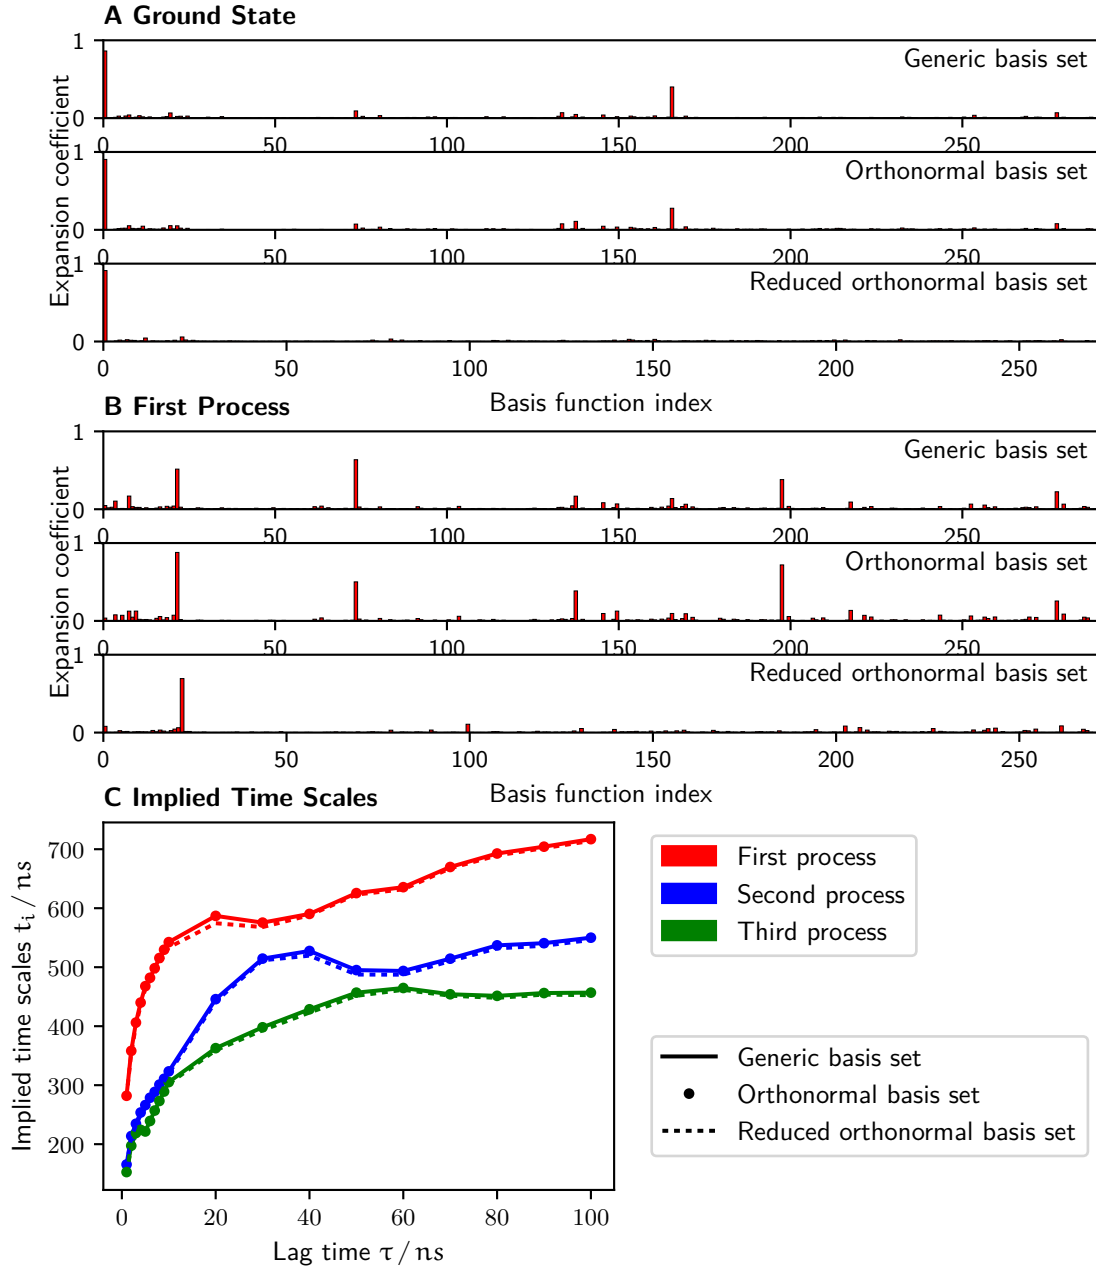 A Ground State
Expansion coefficient
1
Generic basis set
0
0 50 100 150 200 250
Orthonormal basis set
0
0 50 100 150 200 250
Reduced orthonormal basis set
0
0 50 100 150 200 250
Basis function index
B First Process
Expansion coefficient
1
Generic basis set
0
0 50 100 150 200 250
1
Orthonormal basis set
0
0 50 100 150 200 250
1
Reduced orthonormal basis set
0
0 50 100 150 200 250
Basis function index
C Implied Time Scales
Implied time scales tᵢ / ns
700
600
500
400
300
200
0 20 40 60 80 100
Lag time τ / ns
First process
Second process
Third process
Generic basis set
Orthonormal basis set
Reduced orthonormal basis set